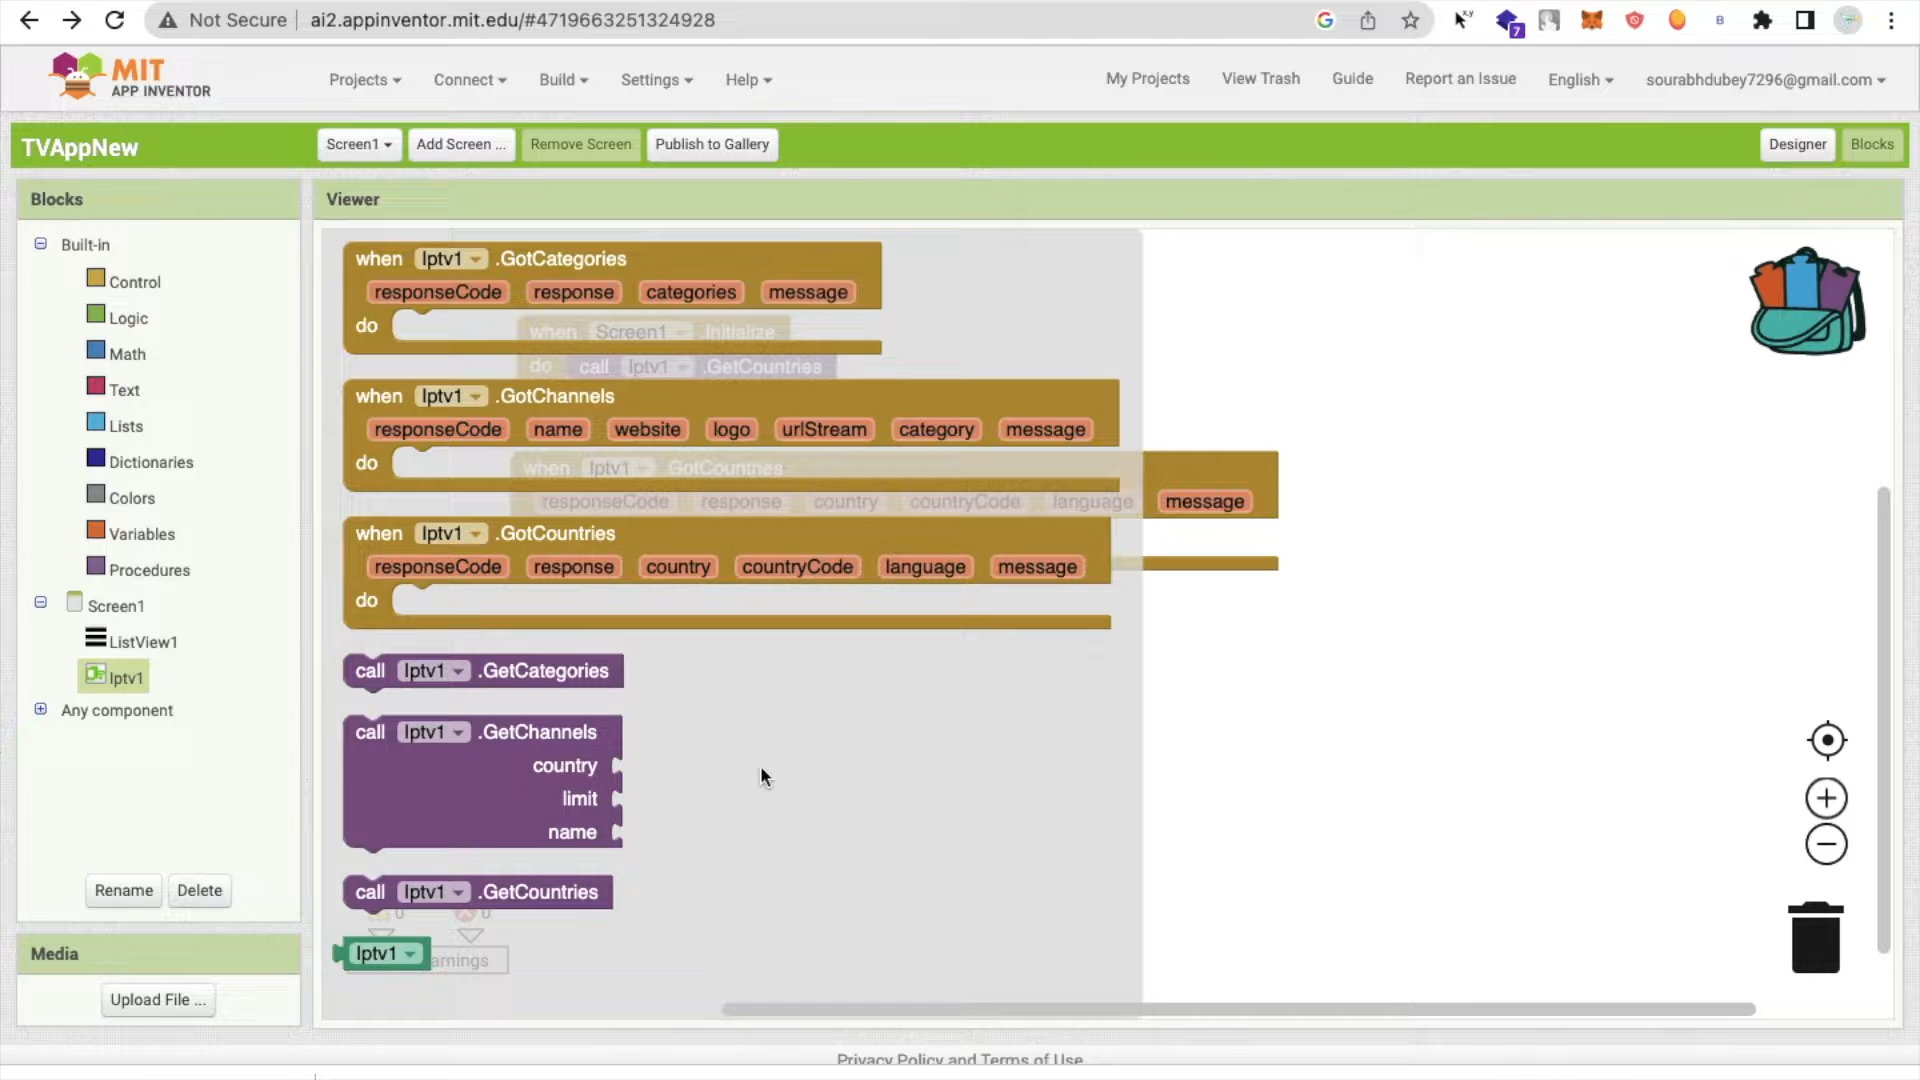 Not Secure ai2.appinventor.mit.edu/#4719663251324928
7
x,y
B
MIT
APP INVENTOR
Projects Connect Build Settings Help My Projects View Trash Guide Report an Issue English sourabhdubey7296@gmail.com
TVAppNew Screen1 Add Screen ... Remove Screen Publish to Gallery Designer Blocks
Blocks
Viewer
Built-in
Control
Logic
Math
Text
Lists
Dictionaries
Colors
Variables
Procedures
Screen1
ListView1
Iptv1
Any component
Rename Delete
Media
Upload File ...
when Iptv1 .GotCategories
responseCode response categories message
do
when Screen1 .Initialize
do call Iptv1 .GetCountries
when Iptv1 .GotChannels
responseCode name website logo urlStream category message
do
when Iptv1 .GotCountries
responseCode response country countryCode language message
when Iptv1 .GotCountries
responseCode response country countryCode language message
do
call Iptv1 .GetCategories
call Iptv1 .GetChannels
country
limit
name
call Iptv1 .GetCountries
0 0
Iptv1
arnings
Privacy Policy and Terms of Use